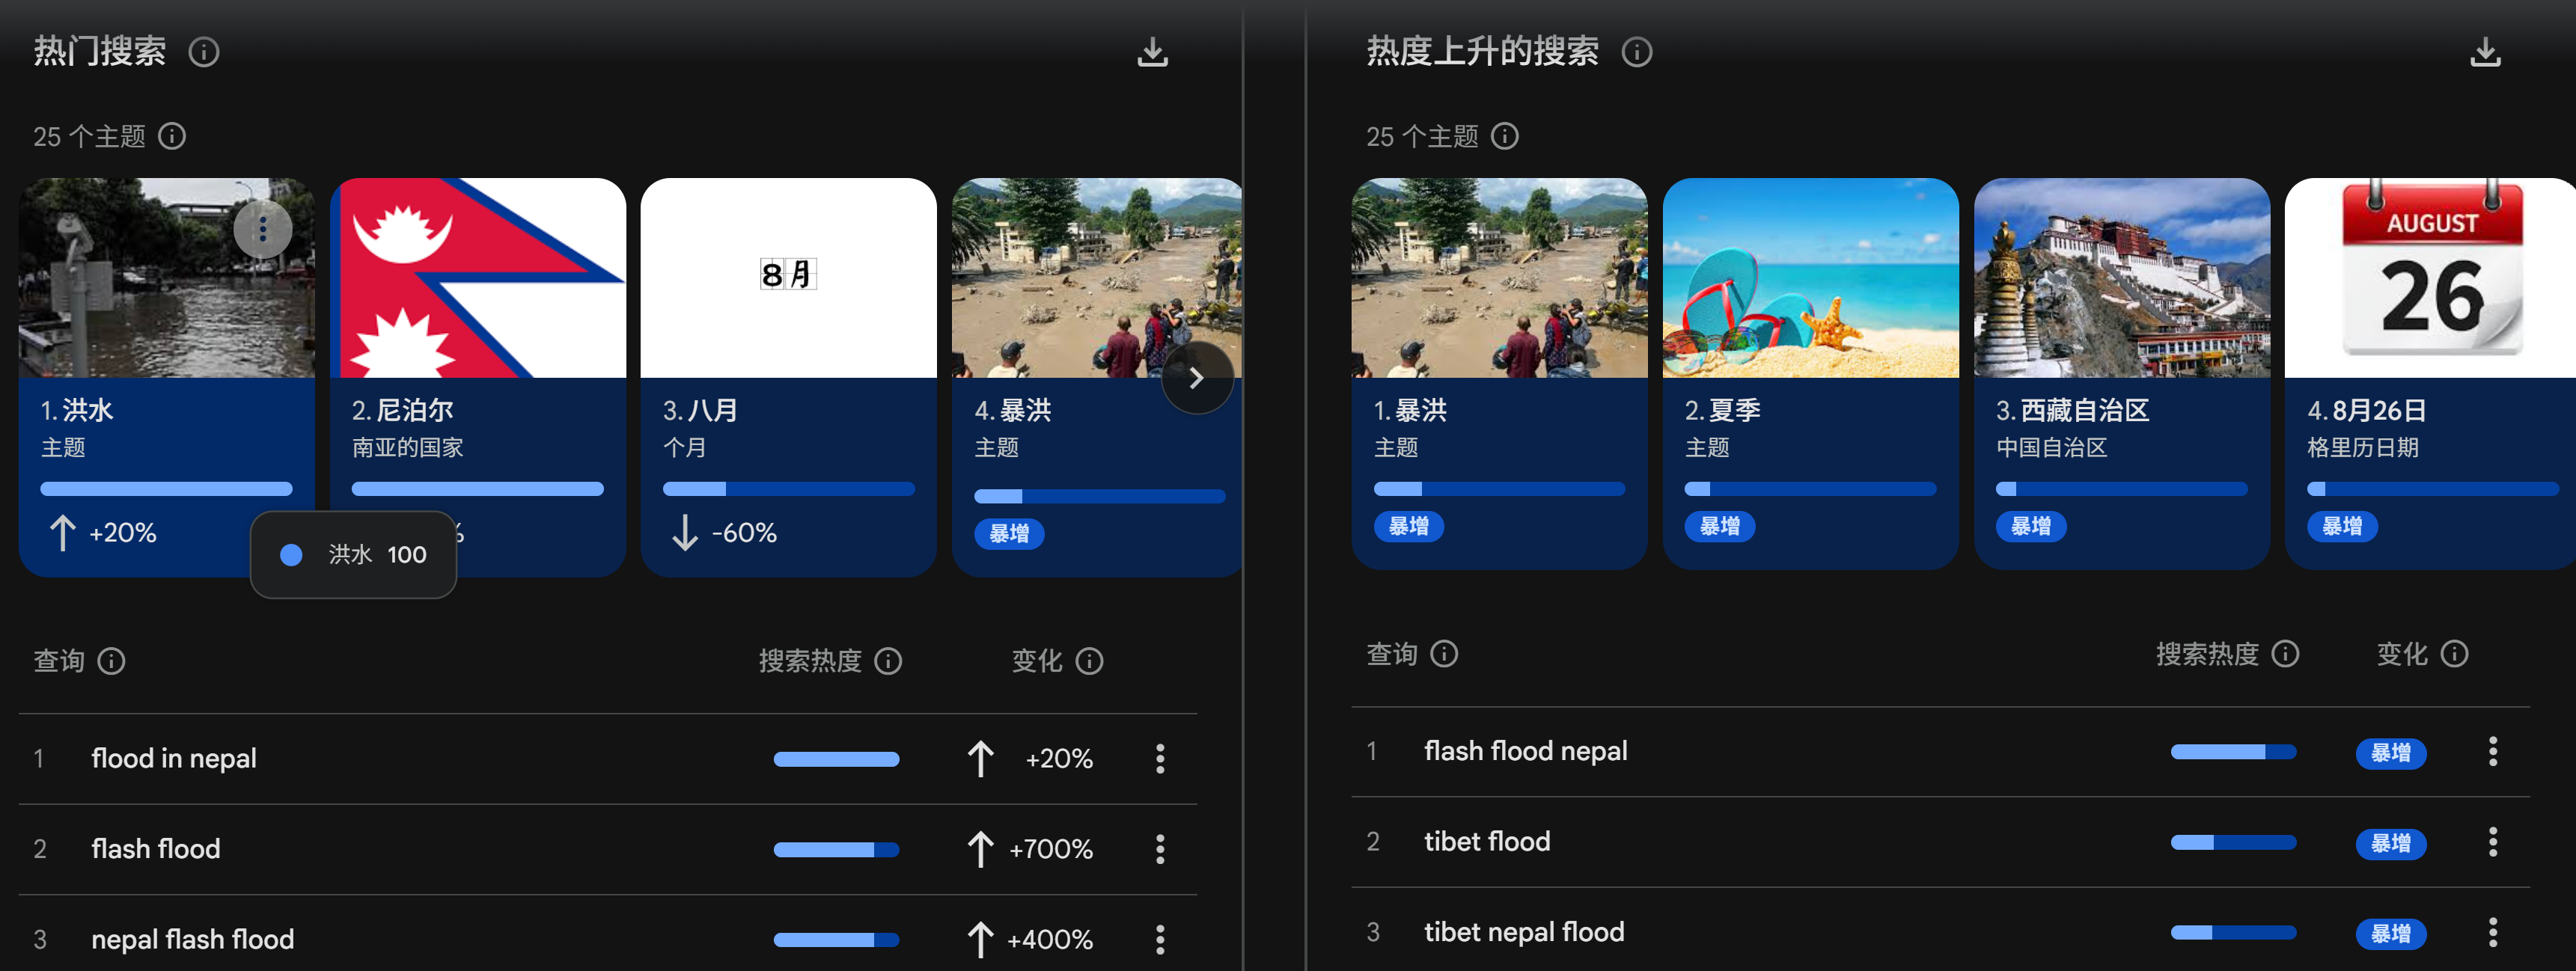 热门搜索
25 个主题
1. 洪水
主题
+20%
2. 尼泊尔
南亚的国家
%
洪水 100
8月
3. 八月
个月
-60%
4. 暴洪
主题
暴增
查询 搜索热度 变化
1 flood in nepal +20%
2 flash flood +700%
3 nepal flash flood +400%
热度上升的搜索
25 个主题
1. 暴洪
主题
暴增
2. 夏季
主题
暴增
3. 西藏自治区
中国自治区
暴增
AUGUST
26
4. 8月26日
格里历日期
暴增
查询 搜索热度 变化
1 flash flood nepal 暴增
2 tibet flood 暴增
3 tibet nepal flood 暴增